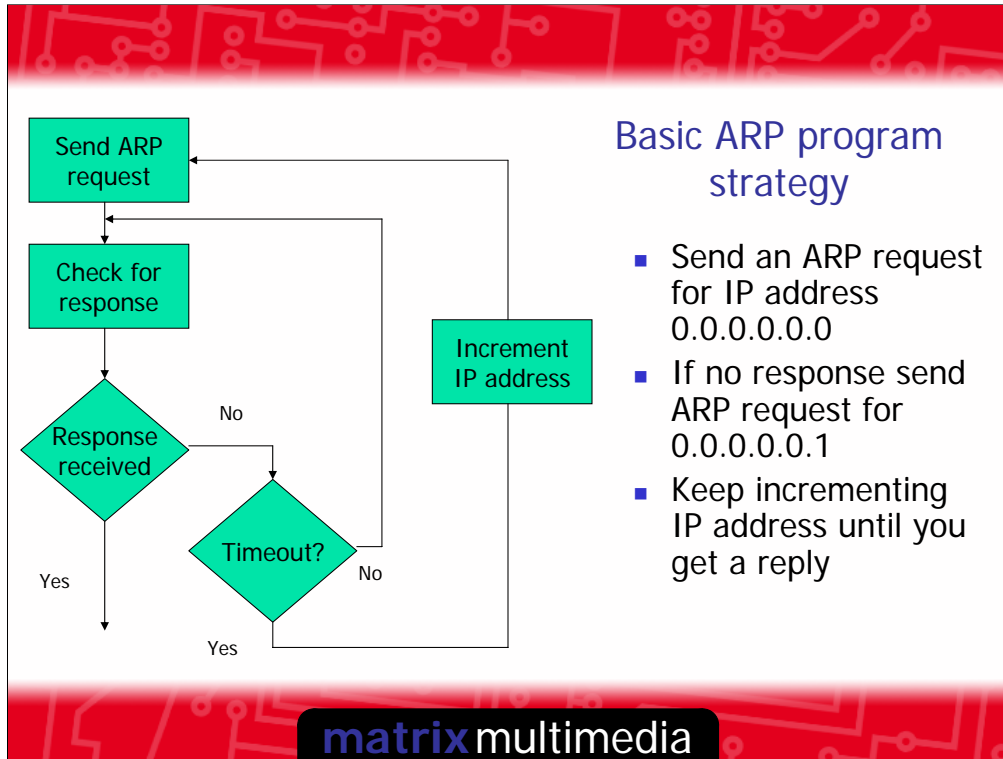 Send ARP
request
Check for
response
Response
received
No
Yes
Timeout?
No
Yes
Increment
IP address
Basic ARP program
strategy
Send an ARP request
for IP address
0.0.0.0.0.0
If no response send
ARP request for
0.0.0.0.0.1
Keep incrementing
IP address until you
get a reply
matrix multimedia